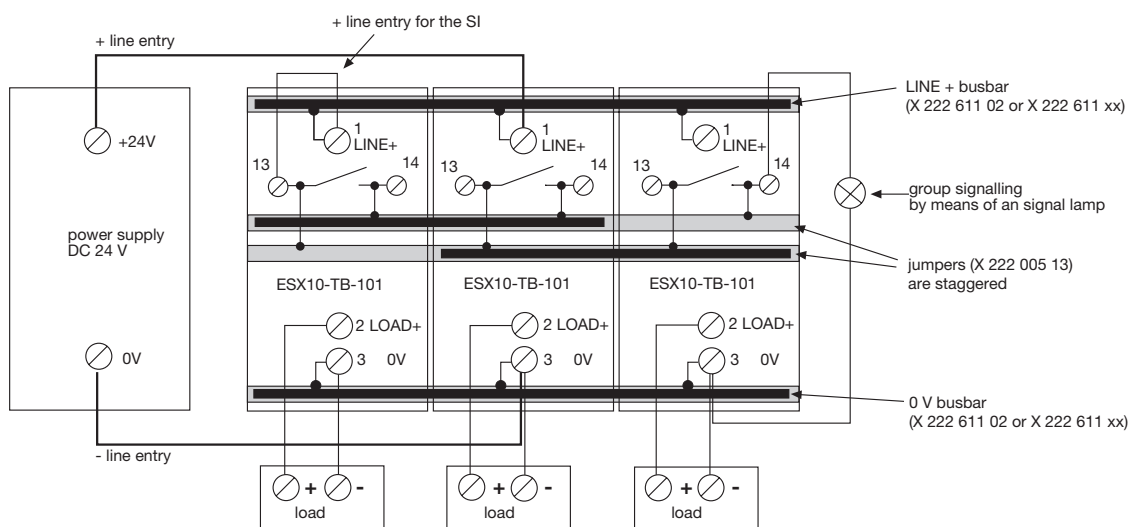 + line entry for the SI
+ line entry
LINE + busbar
(X 222 611 02 or X 222 611 xx)
+24V
1
LINE+
1
LINE+
1
LINE+
13
14
13
14
13
14
group signalling
by means of an signal lamp
power supply
DC 24 V
jumpers (X 222 005 13)
are staggered
ESX10-TB-101
ESX10-TB-101
ESX10-TB-101
2 LOAD+
2 LOAD+
2 LOAD+
0V
3 0V
3 0V
3 0V
0 V busbar
(X 222 611 02 or X 222 611 xx)
- line entry
+ -
+ -
+ -
load
load
load